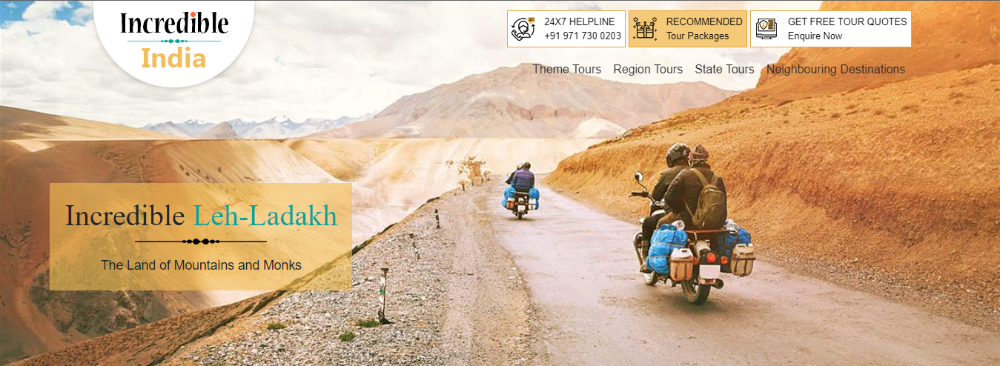 Incredible
India
24X7 HELPLINE
+91 971 730 0203
RECOMMENDED
Tour Packages
GET FREE TOUR QUOTES
Enquire Now
Theme Tours
Region Tours
State Tours
Neighbouring Destinations
Incredible Leh-Ladakh
The Land of Mountains and Monks